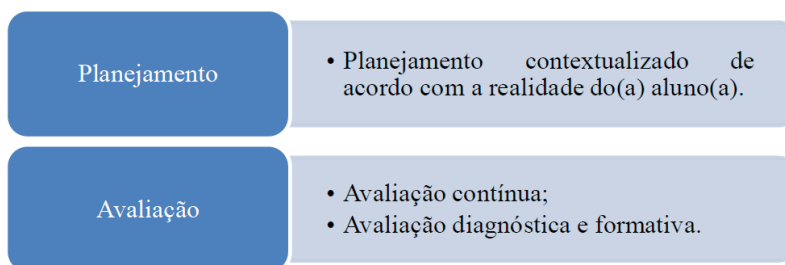 Planejamento
• Planejamento contextualizado de
acordo com a realidade do(a) aluno(a).
Avaliação
• Avaliação contínua;
• Avaliação diagnóstica e formativa.